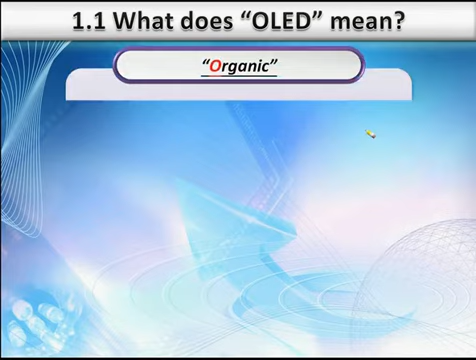 1.1 What does “OLED” mean?
“Organic”